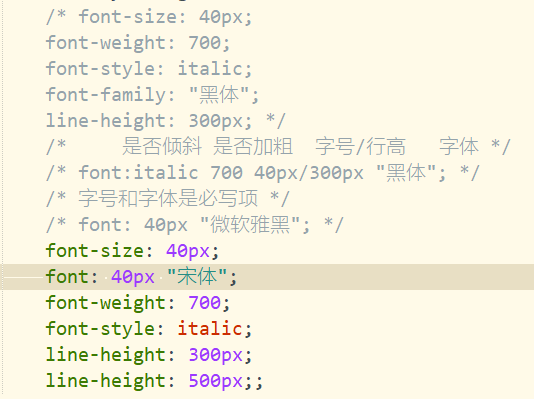 /* font-size: 40px;
font-weight: 700;
font-style: italic;
font-family: "黑体";
line-height: 300px; */
/* 是否倾斜 是否加粗 字号/行高 字体 */
/* font:italic 700 40px/300px "黑体"; */
/* 字号和字体是必写项 */
/* font: 40px "微软雅黑"; */
font-size: 40px;
font: 40px "宋体";
font-weight: 700;
font-style: italic;
line-height: 300px;
line-height: 500px;;